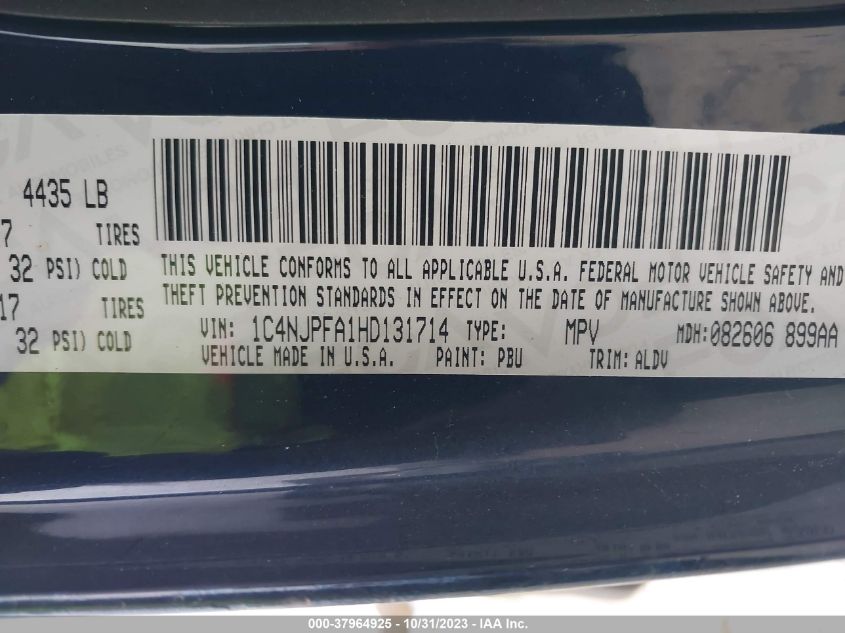 4435 LB
7 TIRES
32 PSI) COLD
17 TIRES
32 PSI) COLD
THIS VEHICLE CONFORMS TO ALL APPLICABLE U.S.A. FEDERAL MOTOR VEHICLE SAFETY AND
THEFT PREVENTION STANDARDS IN EFFECT ON THE DATE OF MANUFACTURE SHOWN ABOVE.
VIN: 1C4NJPFA1HD131714 TYPE: MPV MDH:082606 899AA
VEHICLE MADE IN U.S.A. PAINT: PBU TRIM: ALDV
000-37964925 - 10/31/2023 - © IAA Inc.